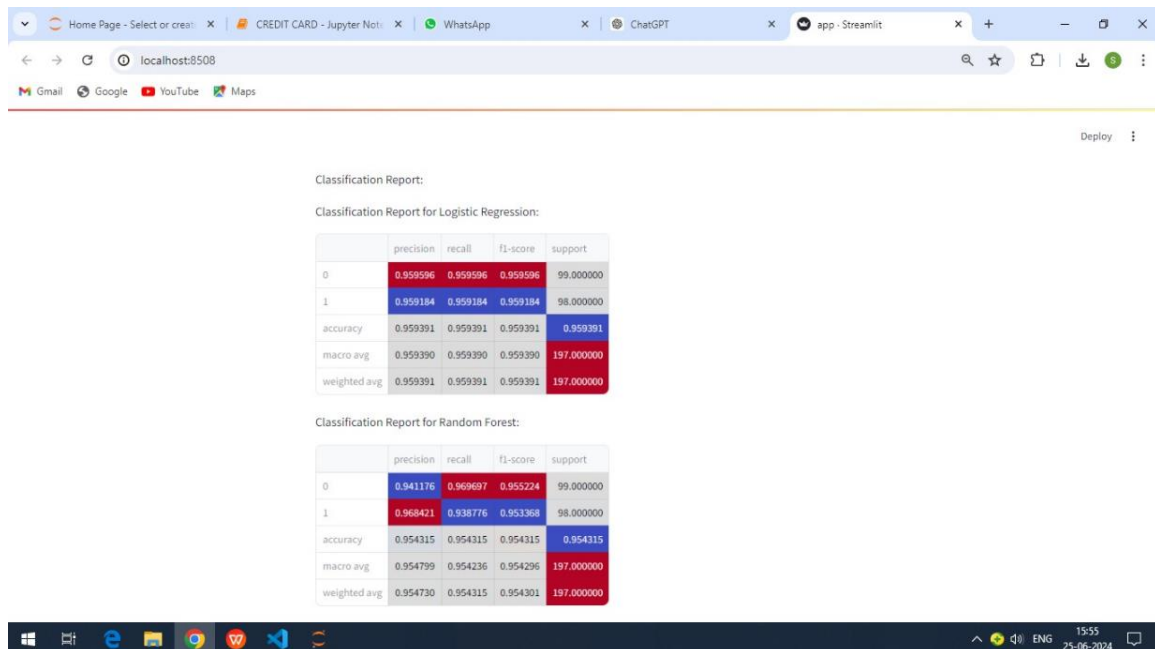 Home Page - Select or creat
CREDIT CARD - Jupyter Note
WhatsApp
ChatGPT
app · Streamlit
localhost:8508
Gmail
Google
YouTube
Maps
Deploy
Classification Report:
Classification Report for Logistic Regression:
precision recall f1-score support
0 0.959596 0.959596 0.959596 99.000000
1 0.959184 0.959184 0.959184 98.000000
accuracy 0.959391 0.959391 0.959391 0.959391
macro avg 0.959390 0.959390 0.959390 197.000000
weighted avg 0.959391 0.959391 0.959391 197.000000
Classification Report for Random Forest:
precision recall f1-score support
0 0.941176 0.969697 0.955224 99.000000
1 0.968421 0.938776 0.953368 98.000000
accuracy 0.954315 0.954315 0.954315 0.954315
macro avg 0.954799 0.954236 0.954296 197.000000
weighted avg 0.954730 0.954315 0.954301 197.000000
ENG
15:55
25-06-2024